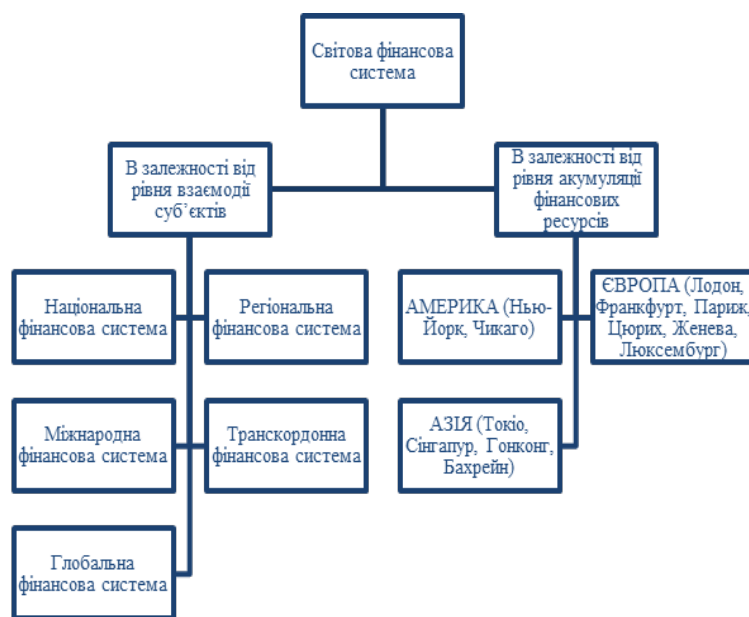 Світова фінансова
система
В залежності від
рівня взаємодії
суб’єктів
В залежності від
рівня акумуляції
фінансових
ресурсів
Національна
фінансова система
Регіональна
фінансова система
АМЕРИКА (Нью-
Йорк, Чикаго)
ЄВРОПА (Лодон,
Франкфурт, Париж,
Цюрих, Женева,
Люксембург)
Міжнародна
фінансова система
Транскордонна
фінансова система
АЗІЯ (Токіо,
Сінгапур, Гонконг,
Бахрейн)
Глобальна
фінансова система